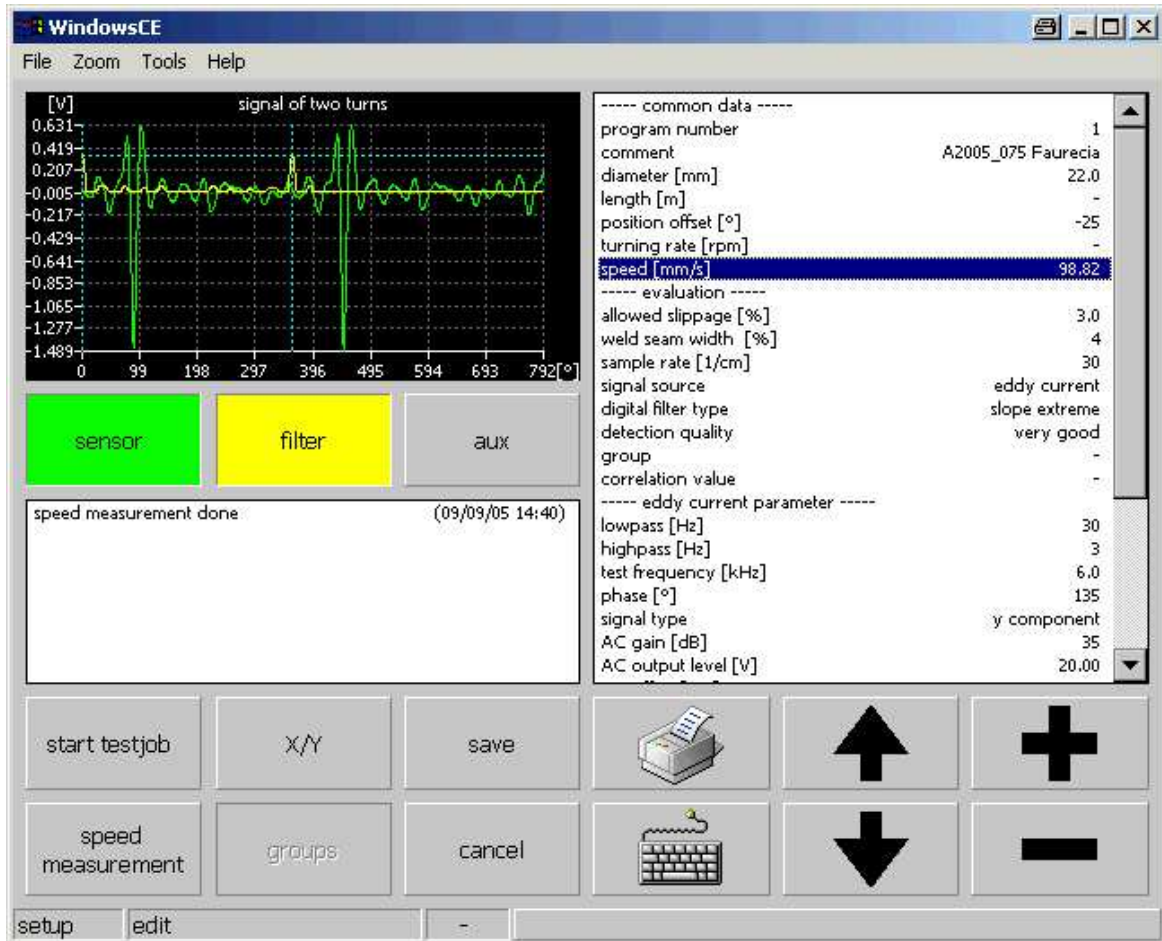 WindowsCE
File Zoom Tools Help
[V] signal of two turns
0.631
0.419
0.207
-0.005
-0.217
-0.429
-0.641
-0.853
-1.065
-1.277
-1.489
0 99 198 297 396 495 594 693 792[°]
sensor filter aux
speed measurement done (09/09/05 14:40)
----- common data -----
program number 1
comment A2005_075 Faurecia
diameter [mm] 22.0
length [m] -
position offset [°] -25
turning rate [rpm] -
speed [mm/s] 98.82
----- evaluation -----
allowed slippage [%] 3.0
weld seam width [%] 4
sample rate [1/cm] 30
signal source eddy current
digital filter type slope extreme
detection quality very good
group -
correlation value -
----- eddy current parameter -----
lowpass [Hz] 30
highpass [Hz] 3
test frequency [kHz] 6.0
phase [°] 135
signal type y component
AC gain [dB] 35
AC output level [V] 20.00
start testjob X/Y save
speed measurement groups cancel
setup edit -